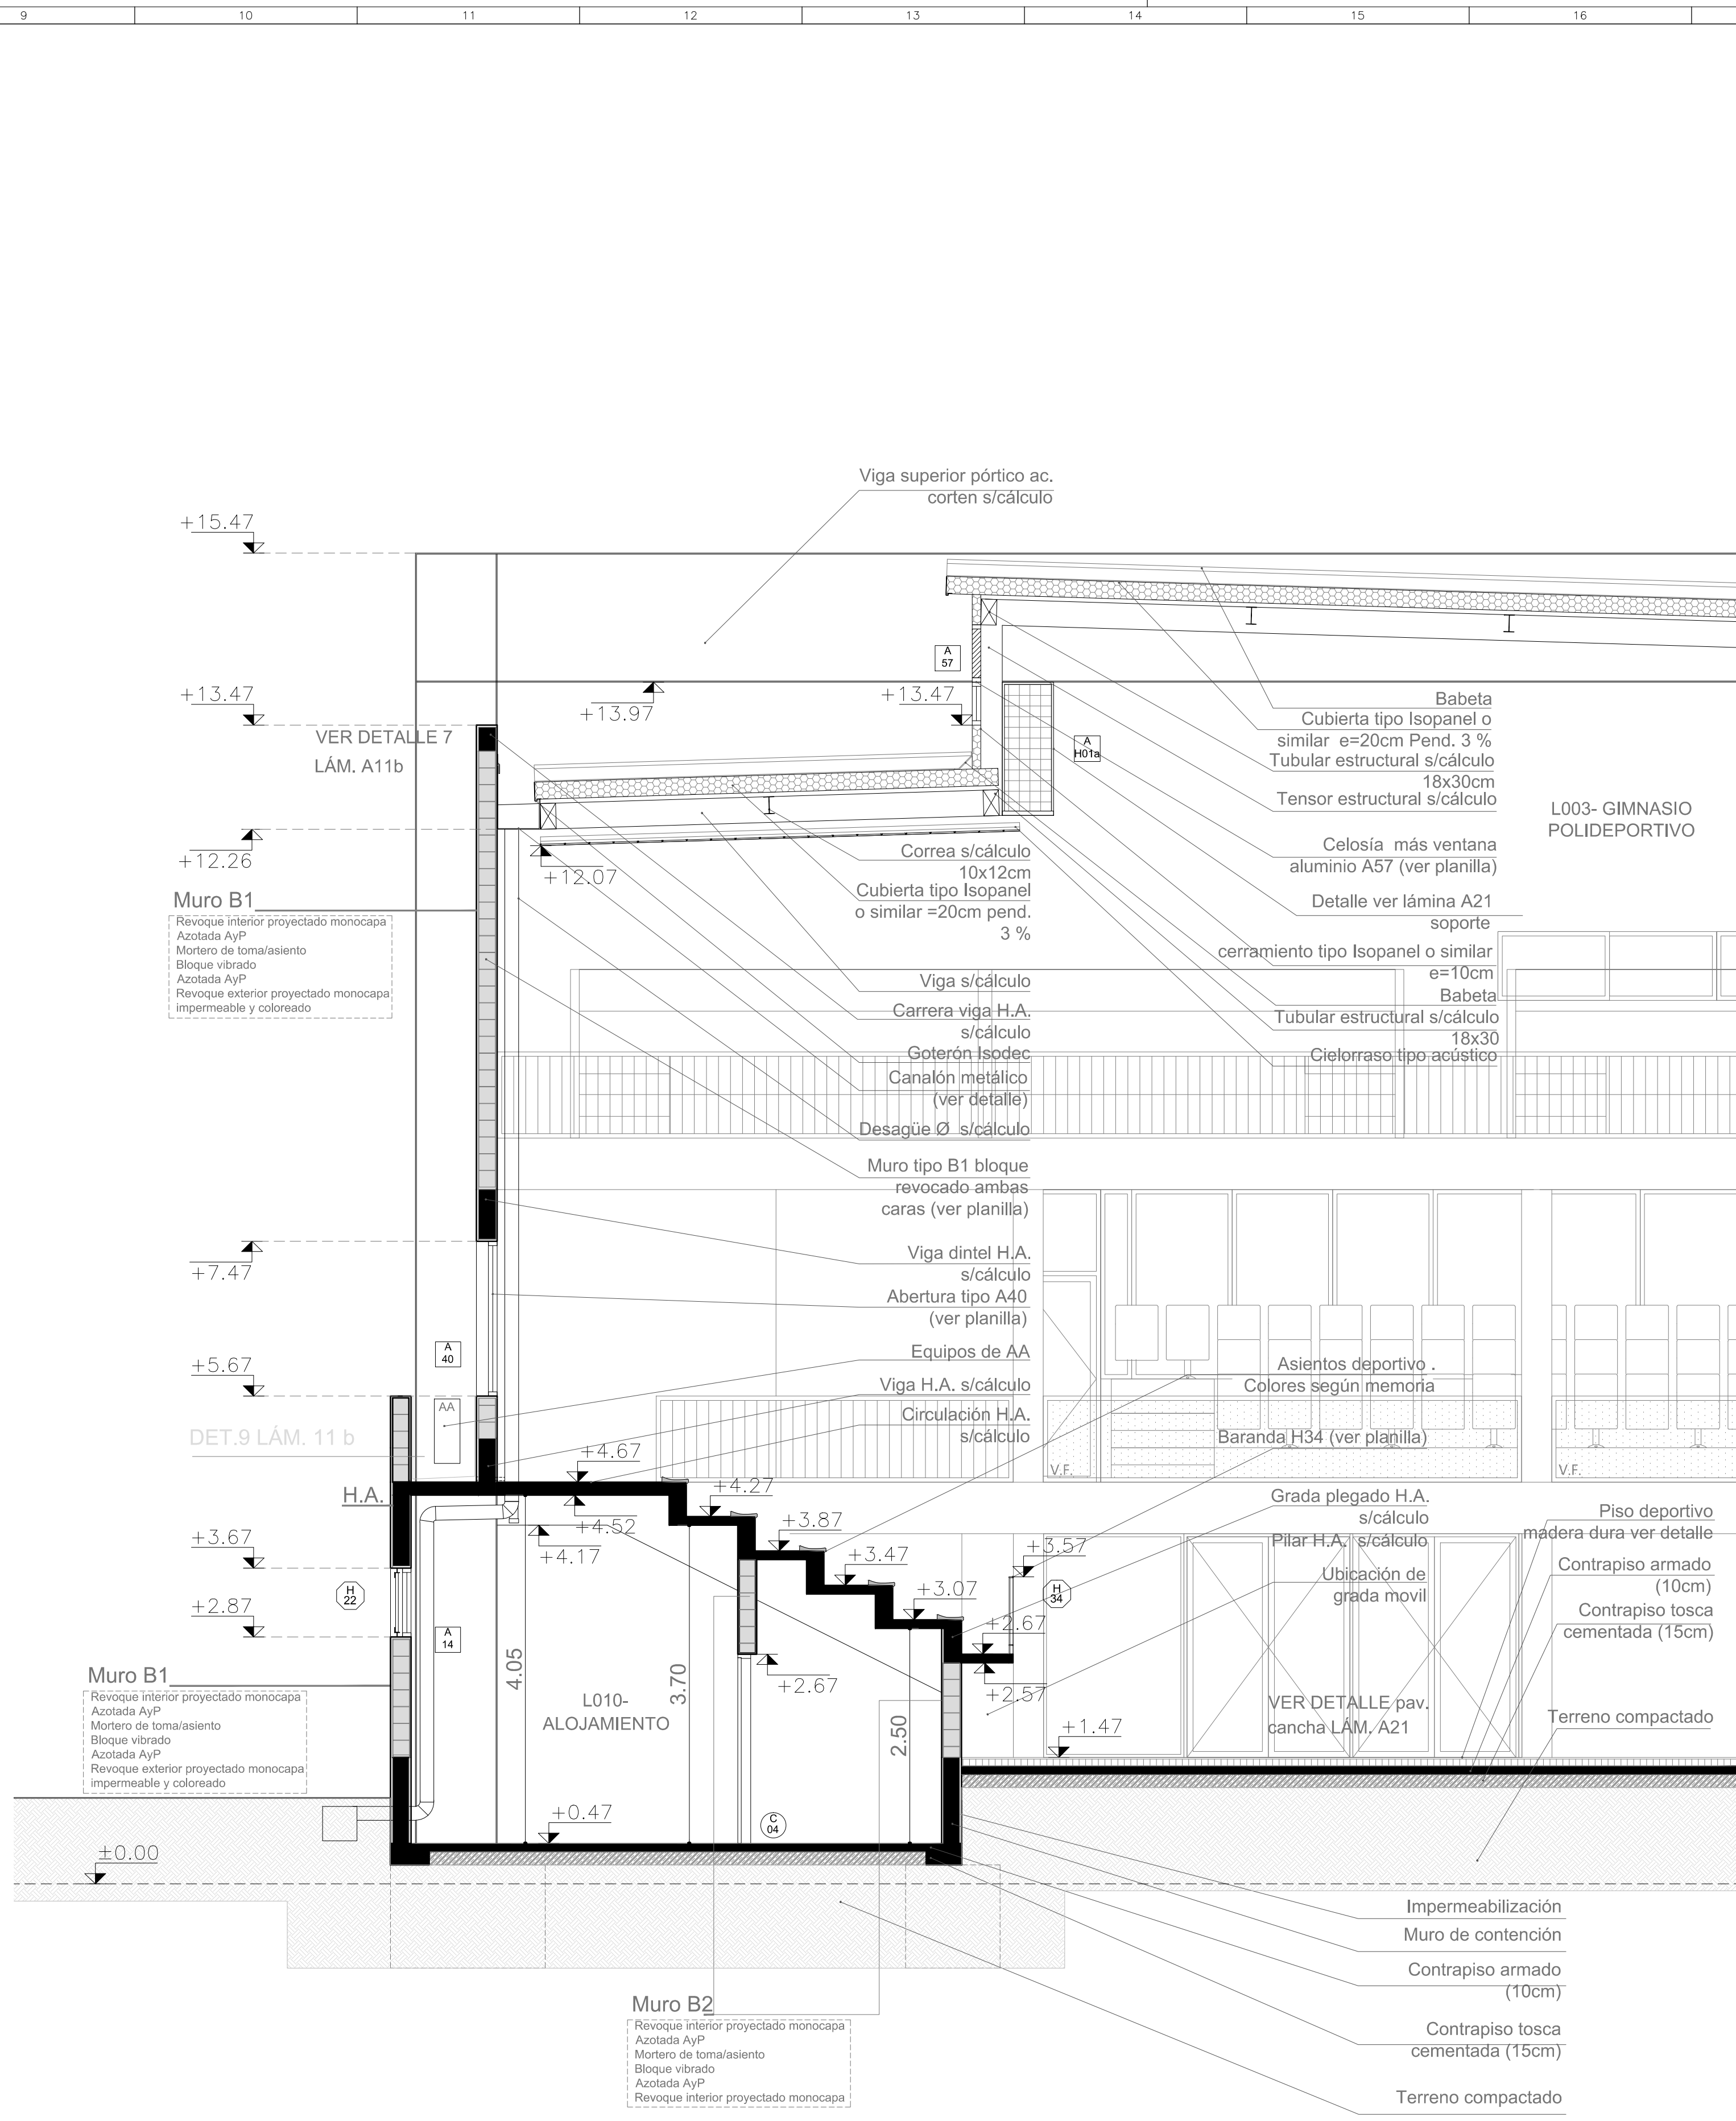 9
10
11
12
13
14
15
16
Viga superior pórtico ac.
corten s/cálculo
+15.47
A
57
+13.47
+13.97
+13.47
VER DETALLE 7
LÁM. A11b
A
H01a
Babeta
Cubierta tipo Isopanel o
similar e=20cm Pend. 3 %
Tubular estructural s/cálculo
18x30cm
Tensor estructural s/cálculo
L003- GIMNASIO
POLIDEPORTIVO
Celosía más ventana
aluminio A57 (ver planilla)
Detalle ver lámina A21
soporte
cerramiento tipo Isopanel o similar
e=10cm
Babeta
Tubular estructural s/cálculo
18x30
Cielorraso tipo acústico
+12.26
+12.07
Correa s/cálculo
10x12cm
Cubierta tipo Isopanel
o similar =20cm pend.
3 %
Viga s/cálculo
Carrera viga H.A.
s/cálculo
Goterón Isodec
Canalón metálico
(ver detalle)
Desagüe Ø s/cálculo
Muro tipo B1 bloque
revocado ambas
caras (ver planilla)
Viga dintel H.A.
s/cálculo
Abertura tipo A40
(ver planilla)
Equipos de AA
Viga H.A. s/cálculo
Circulación H.A.
s/cálculo
Muro B1
Revoque interior proyectado monocapa
Azotada AyP
Mortero de toma/asiento
Bloque vibrado
Azotada AyP
Revoque exterior proyectado monocapa
impermeable y coloreado
+7.47
A
40
+5.67
AA
DET.9 LÁM. 11 b
H.A.
+3.67
H
22
+2.87
A
14
Asientos deportivo .
Colores según memoria
Baranda H34 (ver planilla)
V.F.
V.F.
+4.67
+4.52
+4.17
+4.27
+3.87
+3.47
+3.07
+2.67
+2.57
+3.57
H
34
+2.67
Grada plegado H.A.
s/cálculo
Pilar H.A. s/cálculo
Ubicación de
grada movil
Piso deportivo
madera dura ver detalle
Contrapiso armado
(10cm)
Contrapiso tosca
cementada (15cm)
Terreno compactado
VER DETALLE pav.
cancha LÁM. A21
+1.47
4.05
3.70
2.50
L010-
ALOJAMIENTO
+0.47
C
04
Muro B1
Revoque interior proyectado monocapa
Azotada AyP
Mortero de toma/asiento
Bloque vibrado
Azotada AyP
Revoque exterior proyectado monocapa
impermeable y coloreado
±0.00
Impermeabilización
Muro de contención
Contrapiso armado
(10cm)
Contrapiso tosca
cementada (15cm)
Terreno compactado
Muro B2
Revoque interior proyectado monocapa
Azotada AyP
Mortero de toma/asiento
Bloque vibrado
Azotada AyP
Revoque interior proyectado monocapa